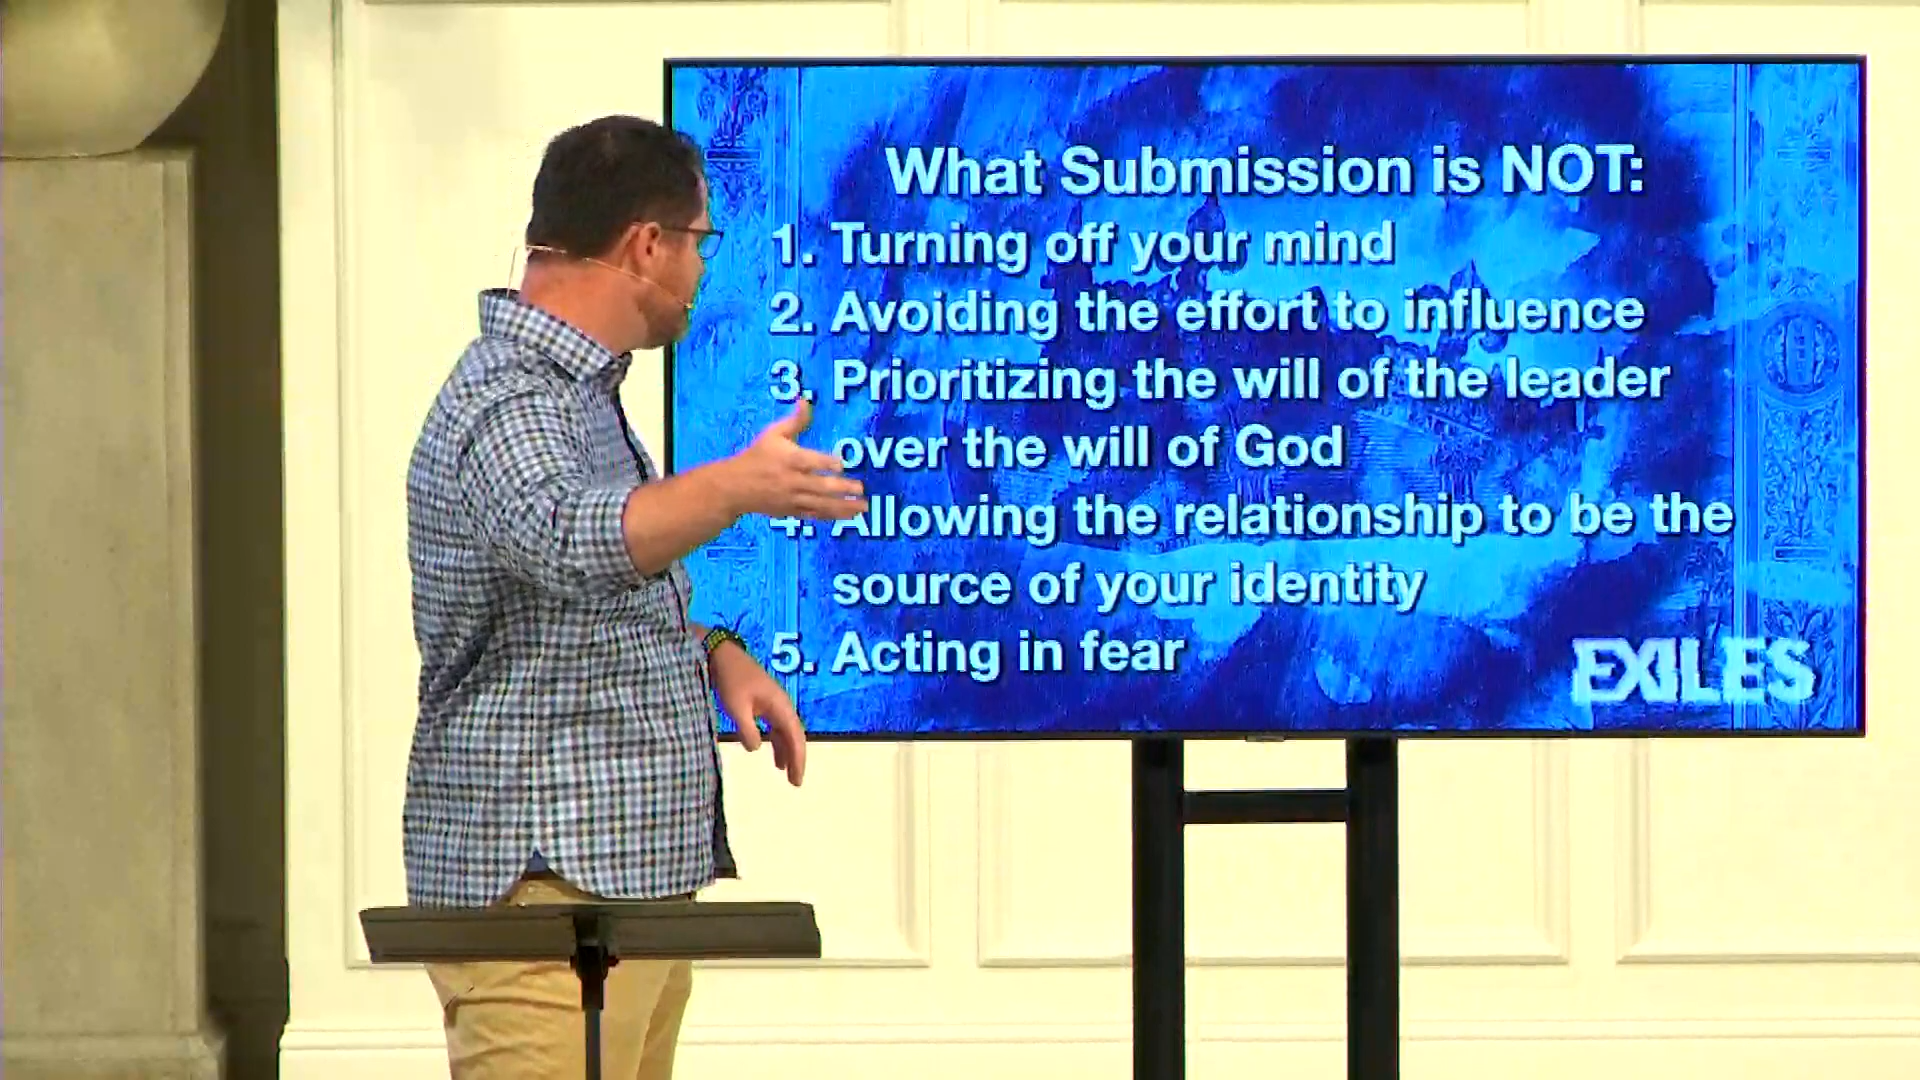 What Submission is NOT:
1. Turning off your mind
2. Avoiding the effort to influence
3. Prioritizing the will of the leader
over the will of God
4. Allowing the relationship to be the
source of your identity
5. Acting in fear
EXILES